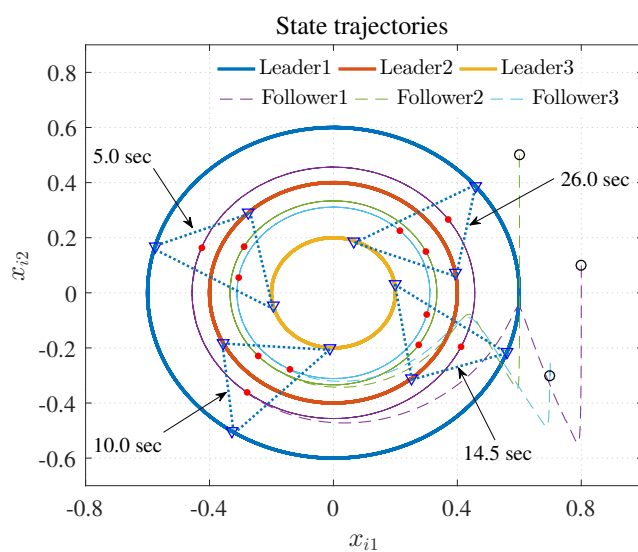 State trajectories
0.8
0.6
0.4
0.2
0
-0.2
-0.4
-0.6
x_{i2}
Leader1 Leader2 Leader3
Follower1 Follower2 Follower3
5.0 sec
26.0 sec
10.0 sec
14.5 sec
-0.8 -0.4 0 0.4 0.8
x_{i1}